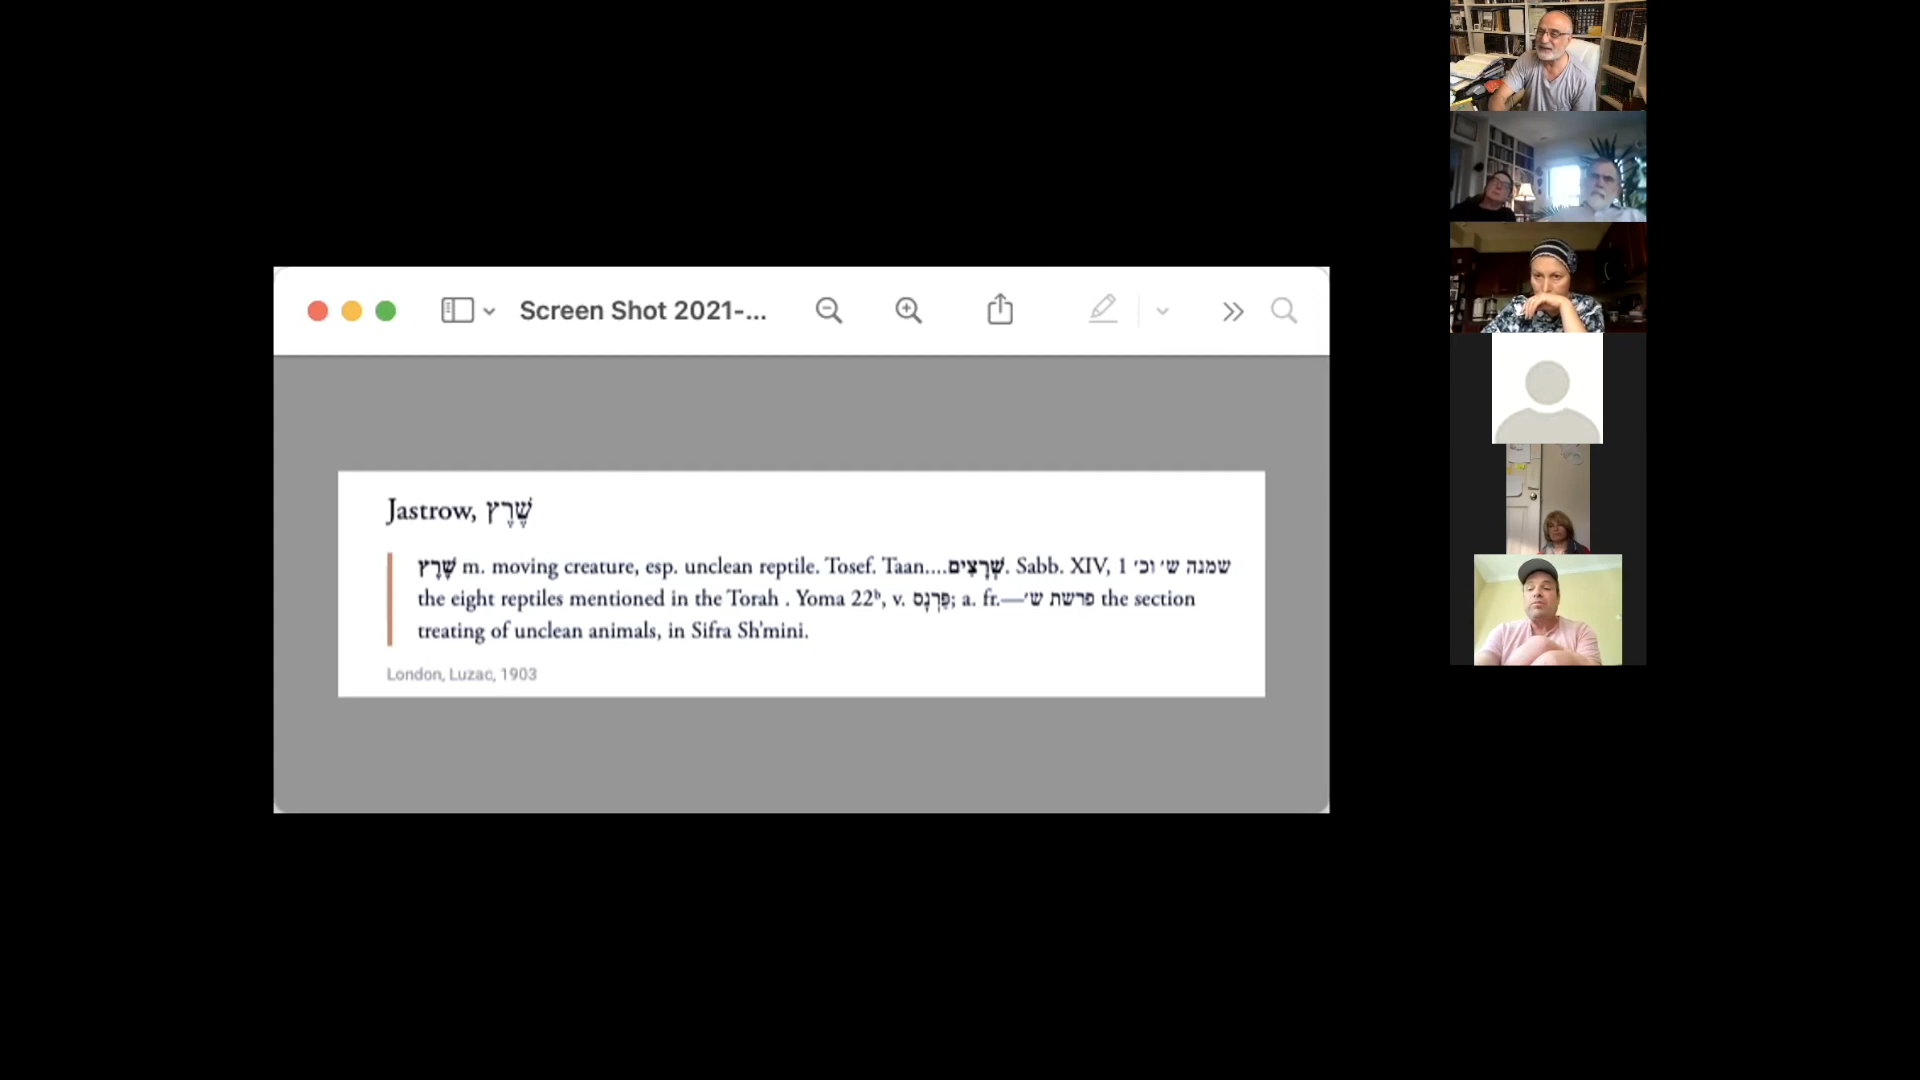 Screen Shot 2021-...
Jastrow, שֶׁרֶץ
שֶׁרֶץ m. moving creature, esp. unclean reptile. Tosef. Taan....שְׁרָצִים. Sabb. XIV, 1 שמנה ש׳ וכ׳
the eight reptiles mentioned in the Torah . Yoma 22ᵇ, v. פַּרְנָס; a. fr.—פרשת ש׳ the section
treating of unclean animals, in Sifra Sh'mini.
London, Luzac, 1903